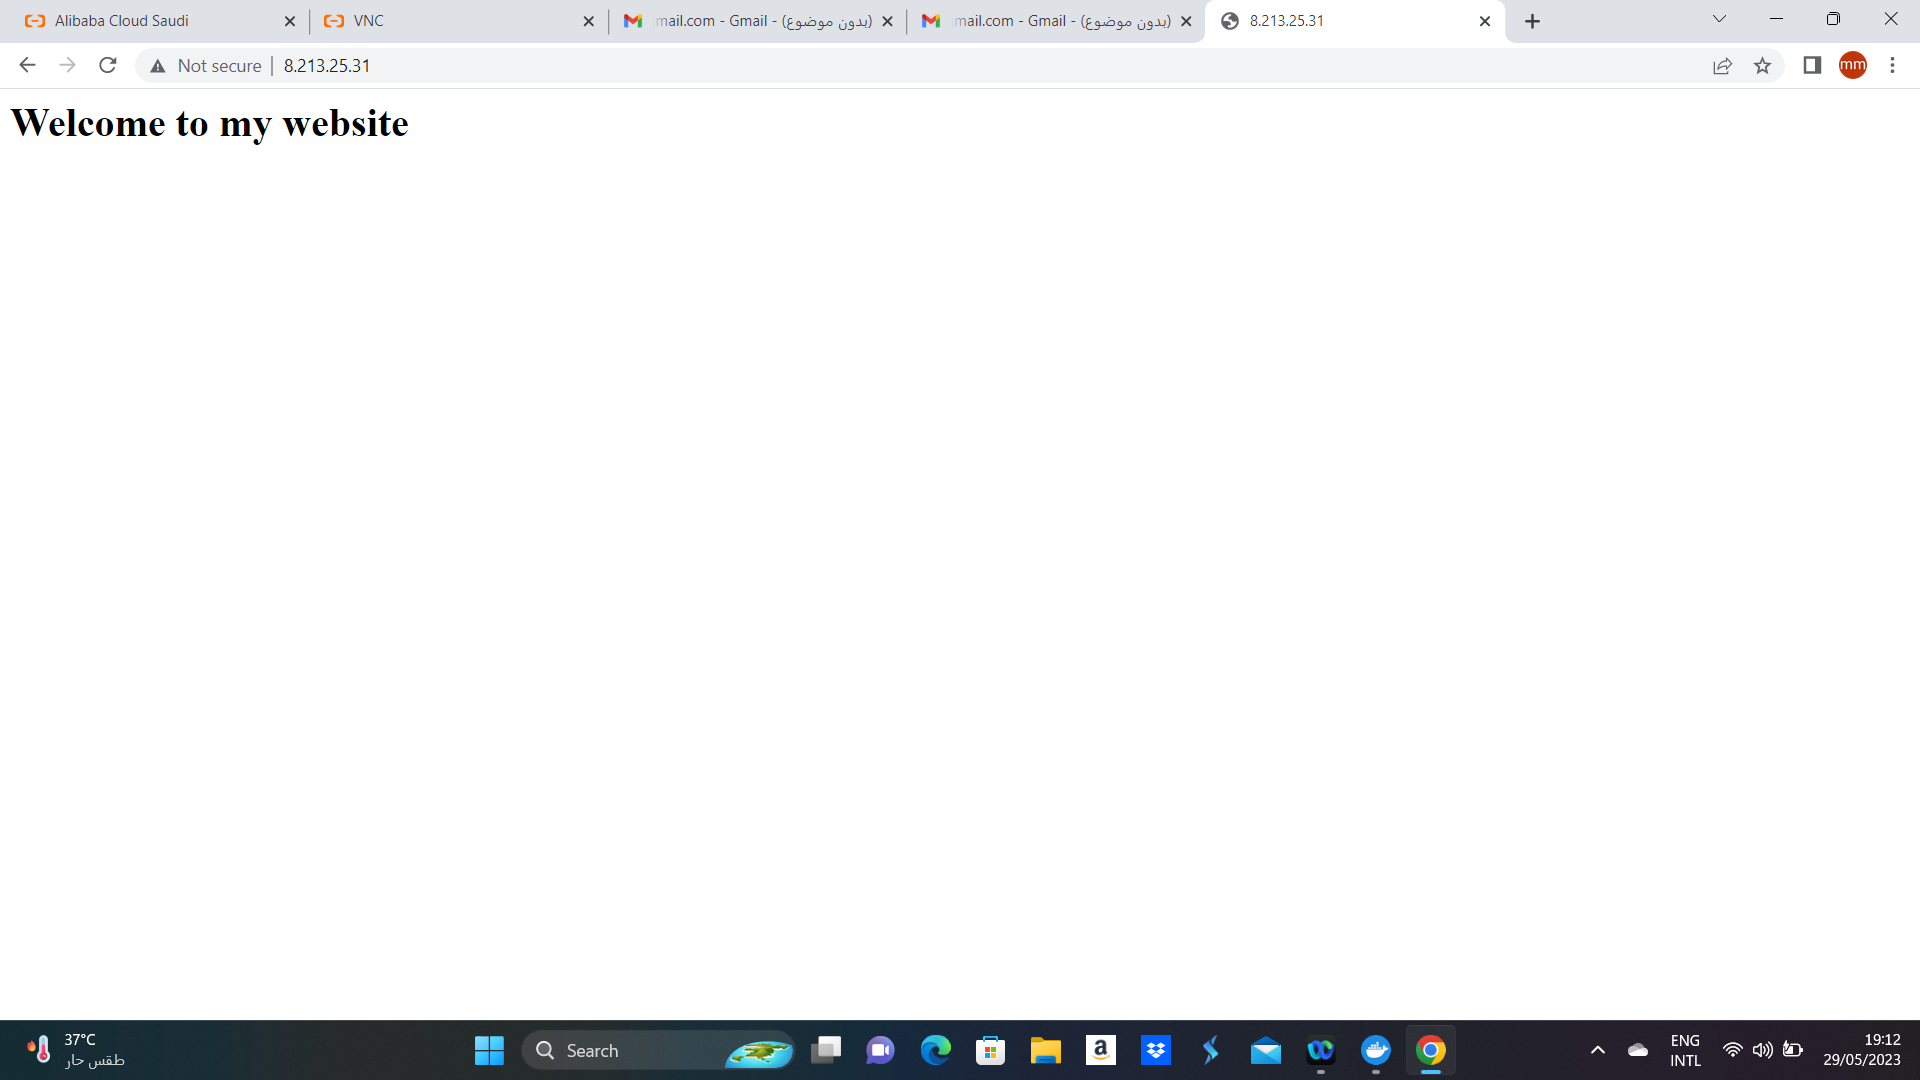 Alibaba Cloud Saudi
VNC
mail.com - Gmail - (بدون موضوع)
mail.com - Gmail - (بدون موضوع)
8.213.25.31
Not secure
8.213.25.31
mm
Welcome to my website
37°C
طقس حار
Search
a
ENG
INTL
19:12
29/05/2023